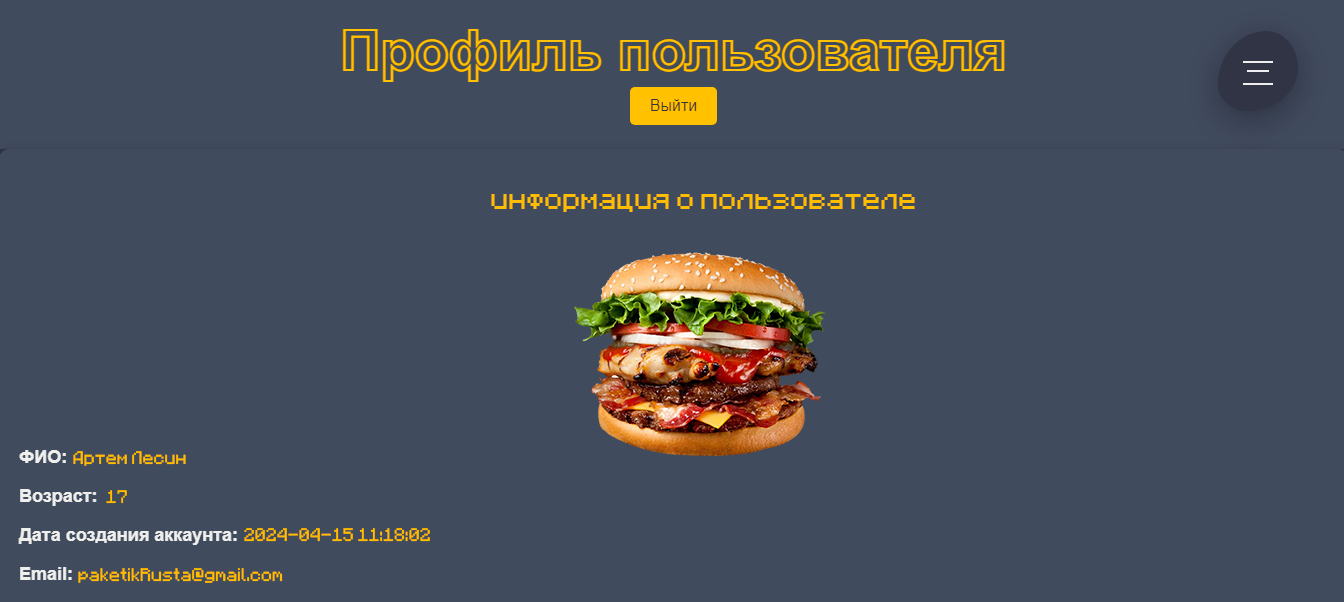 Профиль пользователя
Выйти
информация о пользователе
ФИО: Артем Лесин
Возраст: 17
Дата создания аккаунта: 2024-04-15 11:18:02
Email: paketikRusta@gmail.com